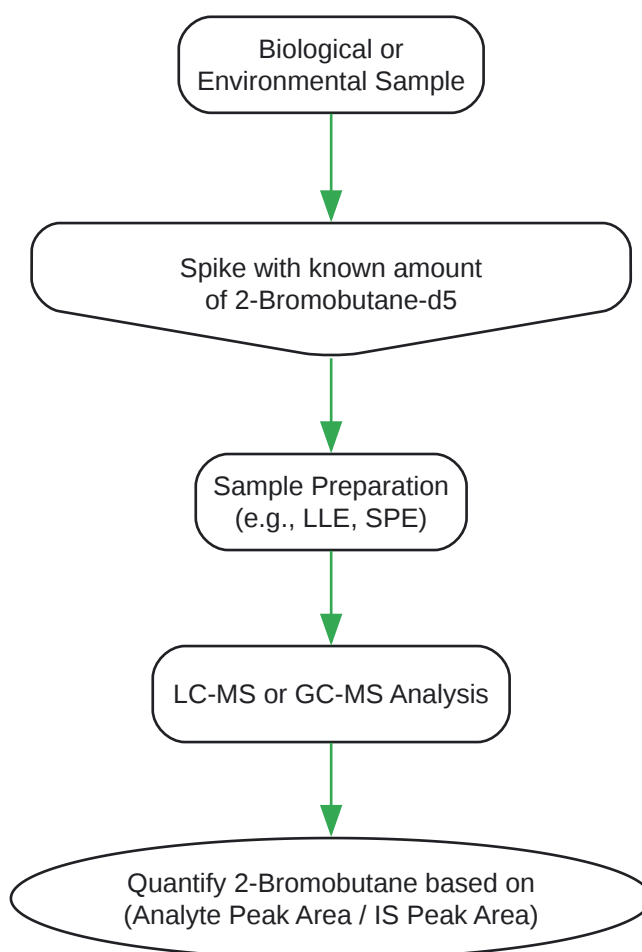 Biological or
Environmental Sample
Spike with known amount
of 2-Bromobutane-d5
Sample Preparation
(e.g., LLE, SPE)
LC-MS or GC-MS Analysis
Quantify 2-Bromobutane based on
(Analyte Peak Area / IS Peak Area)